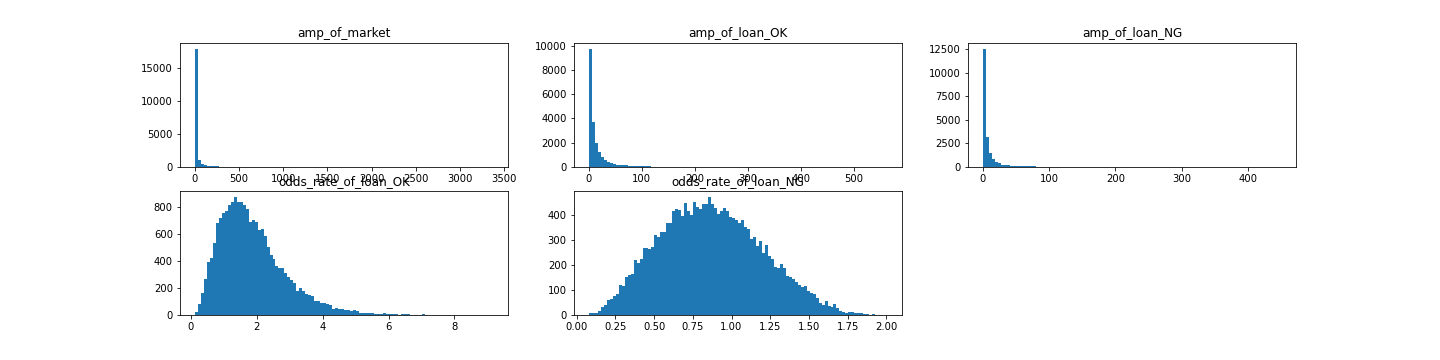 amp_of_market
amp_of_loan_OK
amp_of_loan_NG
15000
10000
5000
0
0 500 1000 1500 2000 2500 3000 3500
10000
8000
6000
4000
2000
0
0 100 200 300 400 500
12500
10000
7500
5000
2500
0
0 100 200 300 400
odds_rate_of_loan_OK
odds_rate_of_loan_NG
800
600
400
200
0
0 2 4 6 8
400
300
200
100
0
0.00 0.25 0.50 0.75 1.00 1.25 1.50 1.75 2.00